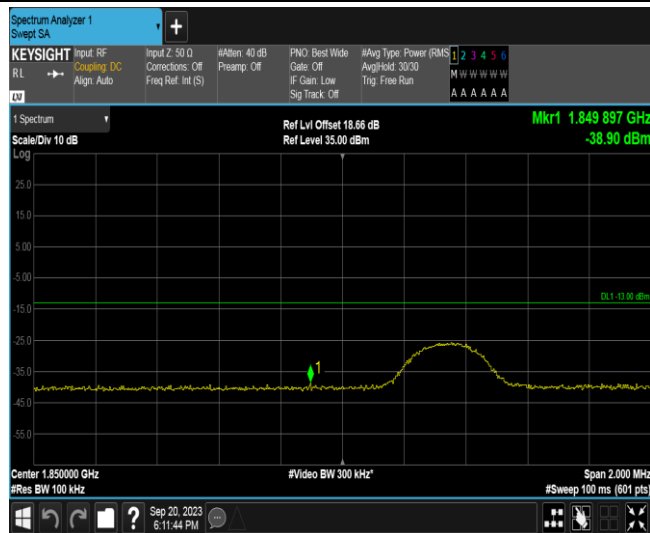 Spectrum Analyzer 1
Swept SA
+
KEYSIGHT
RL
LXI
Input: RF
Coupling: DC
Align: Auto
Input Z: 50 Ω
Corrections: Off
Freq Ref: Int (S)
#Atten: 40 dB
Preamp: Off
PNO: Best Wide
Gate: Off
IF Gain: Low
Sig Track: Off
#Avg Type: Power (RMS
Avg|Hold: 30/30
Trig: Free Run
1 2 3 4 5 6
M W W W W W
A A A A A A
1 Spectrum
Scale/Div 10 dB
Ref Lvl Offset 18.66 dB
Ref Level 35.00 dBm
Mkr1 1.849 897 GHz
-38.90 dBm
Log
25.0
15.0
5.00
-5.00
DL1 -13.00 dBm
-15.0
-25.0
-35.0
1
-45.0
-55.0
Center 1.850000 GHz
#Video BW 300 kHz*
Span 2.000 MHz
#Res BW 100 kHz
#Sweep 100 ms (601 pts)
?
Sep 20, 2023
6:11:44 PM